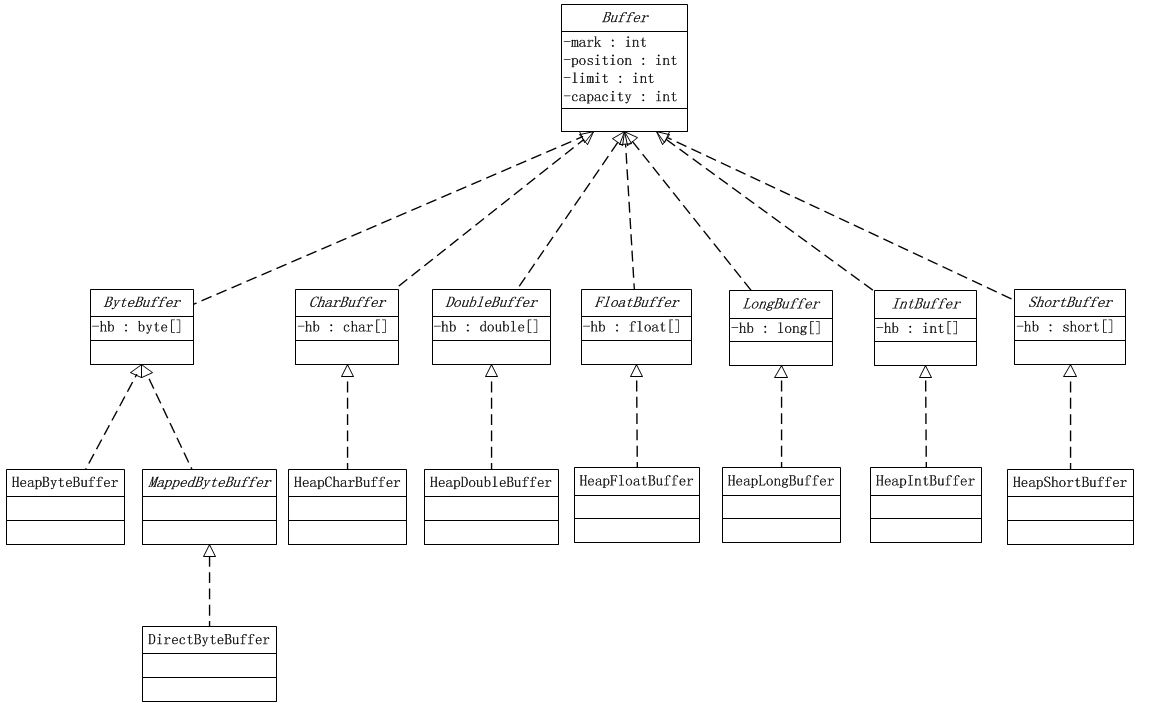 Buffer
-mark : int
-position : int
-limit : int
-capacity : int
ByteBuffer
-hb : byte[]
CharBuffer
-hb : char[]
DoubleBuffer
-hb : double[]
FloatBuffer
-hb : float[]
LongBuffer
-hb : long[]
IntBuffer
-hb : int[]
ShortBuffer
-hb : short[]
HeapByteBuffer
MappedByteBuffer
HeapCharBuffer
HeapDoubleBuffer
HeapFloatBuffer
HeapLongBuffer
HeapIntBuffer
HeapShortBuffer
DirectByteBuffer